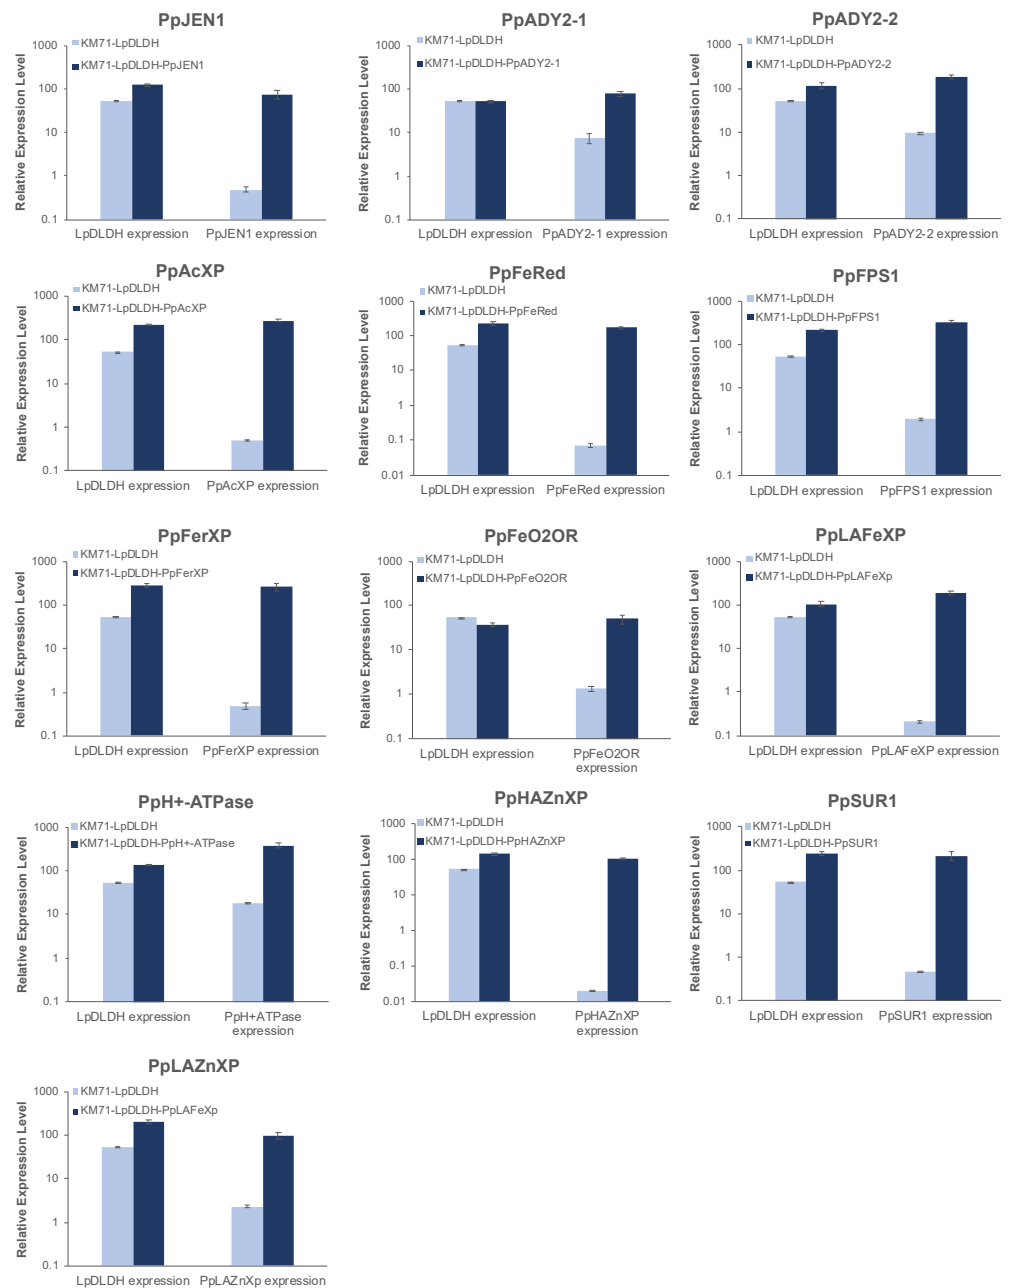 PpJEN1
KM71-LpDLDH
KM71-LpDLDH-PpJEN1
Relative Expression Level
1000
100
10
1
0.1
LpDLDH expression
PpJEN1 expression
PpADY2-1
KM71-LpDLDH
KM71-LpDLDH-PpADY2-1
Relative Expression Level
1000
100
10
1
0.1
LpDLDH expression
PpADY2-1 expression
PpADY2-2
KM71-LpDLDH
KM71-LpDLDH-PpADY2-2
Relative Expression Level
1000
100
10
1
0.1
LpDLDH expression
PpADY2-2 expression
PpAcXP
KM71-LpDLDH
KM71-LpDLDH-PpAcXP
Relative Expression Level
1000
100
10
1
0.1
LpDLDH expression
PpAcXP expression
PpFeRed
KM71-LpDLDH
KM71-LpDLDH-PpFeRed
Relative Expression Level
1000
100
10
1
0.1
0.01
LpDLDH expression
PpFeRed expression
PpFPS1
KM71-LpDLDH
KM71-LpDLDH-PpFPS1
Relative Expression Level
1000
100
10
1
0.1
LpDLDH expression
PpFPS1 expression
PpFerXP
KM71-LpDLDH
KM71-LpDLDH-PpFerXP
Relative Expression Level
1000
100
10
1
0.1
LpDLDH expression
PpFerXP expression
PpFeO2OR
KM71-LpDLDH
KM71-LpDLDH-PpFeO2OR
Relative Expression Level
1000
100
10
1
0.1
LpDLDH expression
PpFeO2OR
expression
PpLAFeXP
KM71-LpDLDH
KM71-LpDLDH-PpLAFeXp
Relative Expression Level
1000
100
10
1
0.1
LpDLDH expression
PpLAFeXP expression
PpH+-ATPase
KM71-LpDLDH
KM71-LpDLDH-PpH+-ATPase
Relative Expression Level
1000
100
10
1
0.1
LpDLDH expression
PpH+ATPase
expression
PpHAZnXP
KM71-LpDLDH
KM71-LpDLDH-PpHAZnXP
Relative Expression Level
1000
100
10
1
0.1
0.01
LpDLDH expression
PpHAZnXP
expression
PpSUR1
KM71-LpDLDH
KM71-LpDLDH-PpSUR1
Relative Expression Level
1000
100
10
1
0.1
LpDLDH expression
PpSUR1 expression
PpLAZnXP
KM71-LpDLDH
KM71-LpDLDH-PpLAFeXp
Relative Expression Level
1000
100
10
1
0.1
LpDLDH expression
PpLAZnXp expression